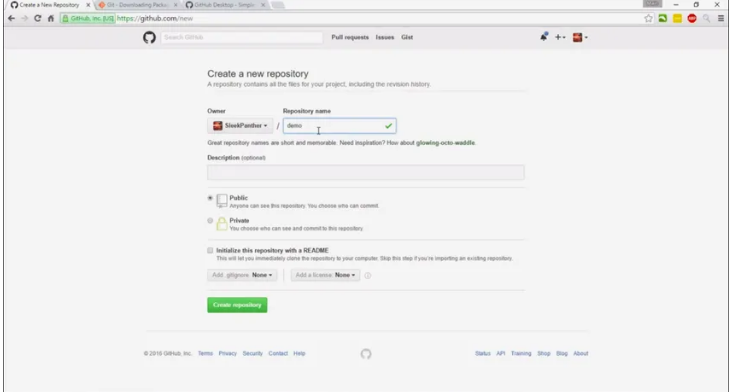 Create a New Repository
Git - Downloading Packa
GitHub Desktop - Simple
GitHub, Inc. [US] https://github.com/new
Search GitHub
Pull requests Issues Gist
Create a new repository
A repository contains all the files for your project, including the revision history.
Owner Repository name
SleekPanther / demo
Great repository names are short and memorable. Need inspiration? How about glowing-octo-waddle.
Description (optional)
Public
Anyone can see this repository. You choose who can commit.
Private
You choose who can see and commit to this repository.
Initialize this repository with a README
This will let you immediately clone the repository to your computer. Skip this step if you're importing an existing repository.
Add .gitignore: None Add a license: None
Create repository
© 2016 GitHub, Inc. Terms Privacy Security Contact Help Status API Training Shop Blog About